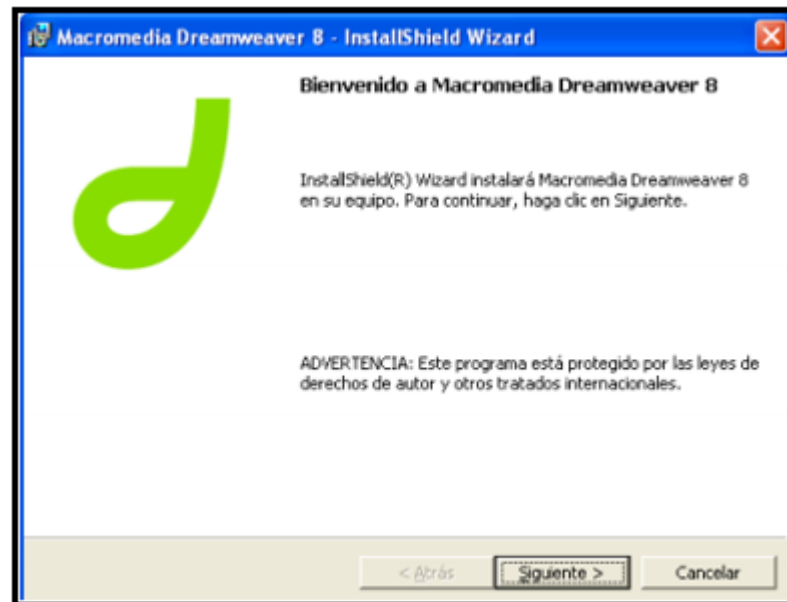 Macromedia Dreamweaver 8 - InstallShield Wizard
Bienvenido a Macromedia Dreamweaver 8
InstallShield(R) Wizard instalará Macromedia Dreamweaver 8
en su equipo. Para continuar, haga clic en Siguiente.
ADVERTENCIA: Este programa está protegido por las leyes de
derechos de autor y otros tratados internacionales.
< Atrás
Siguiente >
Cancelar